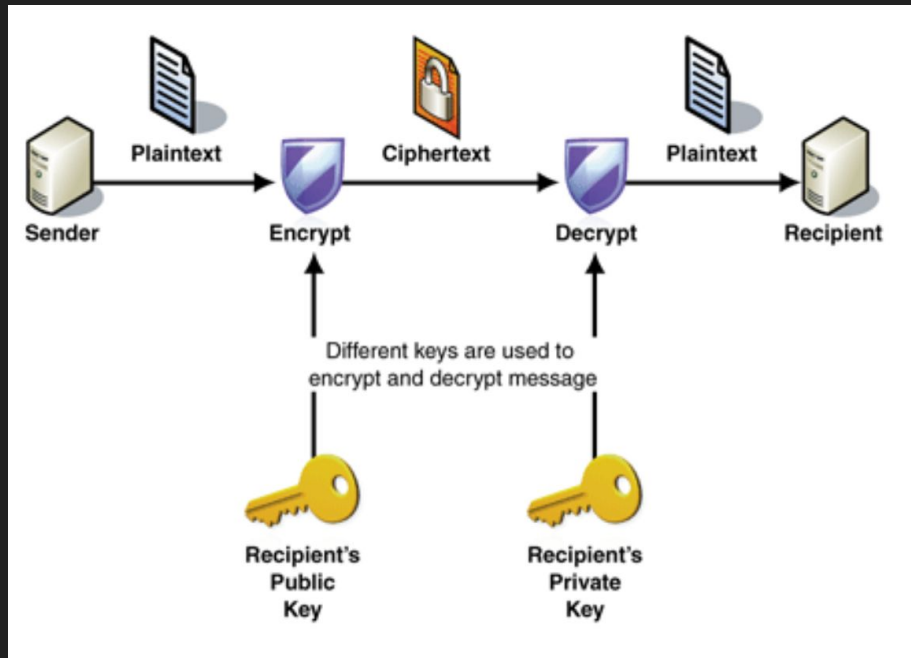 Plaintext
Ciphertext
Plaintext
Sender
Encrypt
Decrypt
Recipient
Different keys are used to
encrypt and decrypt message
Recipient's
Public
Key
Recipient's
Private
Key